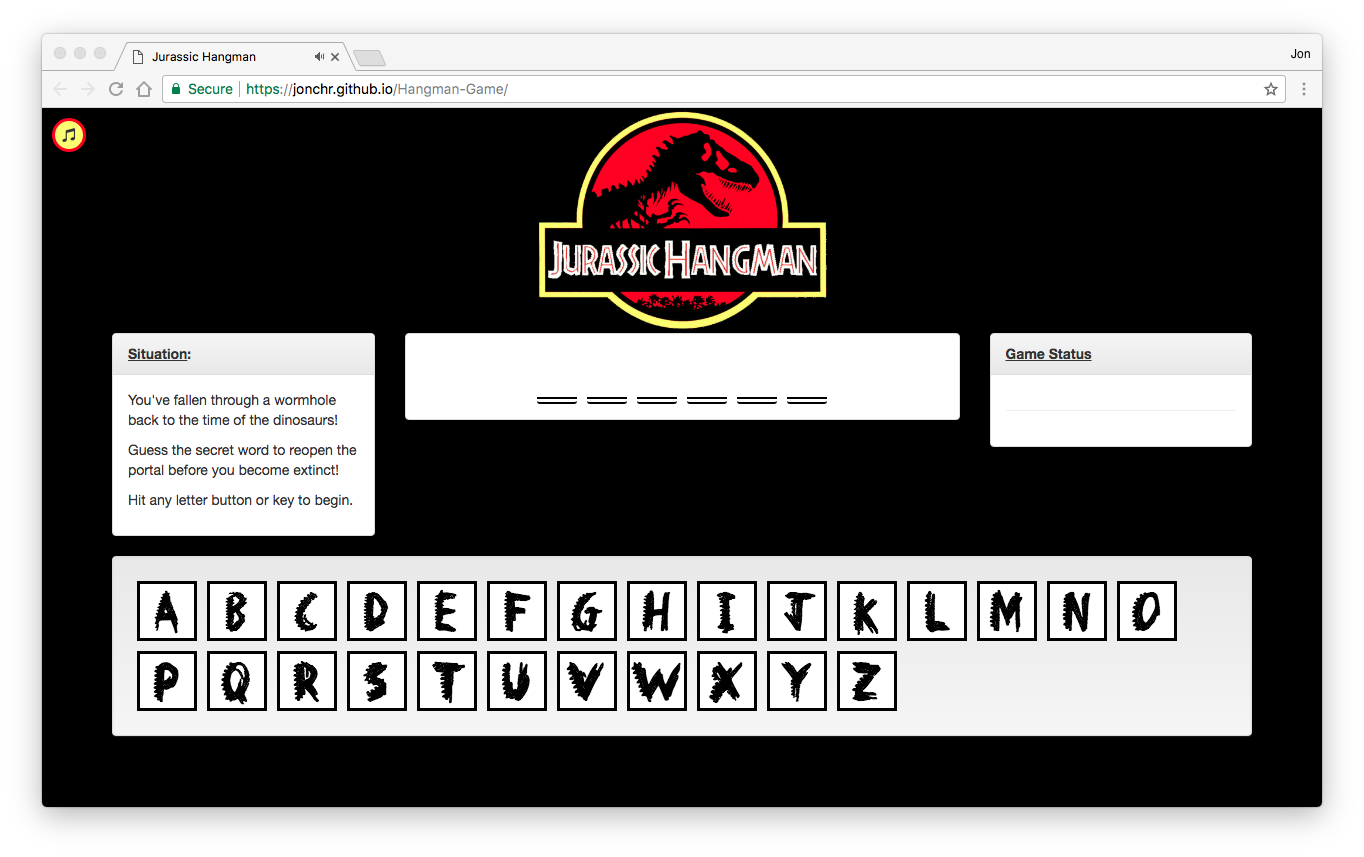 Jurassic Hangman
Jon
Secure
https://jonchr.github.io/Hangman-Game/
JURASSIC HANGMAN
Situation:
You've fallen through a wormhole
back to the time of the dinosaurs!
Guess the secret word to reopen the
portal before you become extinct!
Hit any letter button or key to begin.
Game Status
A B C D E F G H I J K L M N O
P Q R S T U V W X Y Z